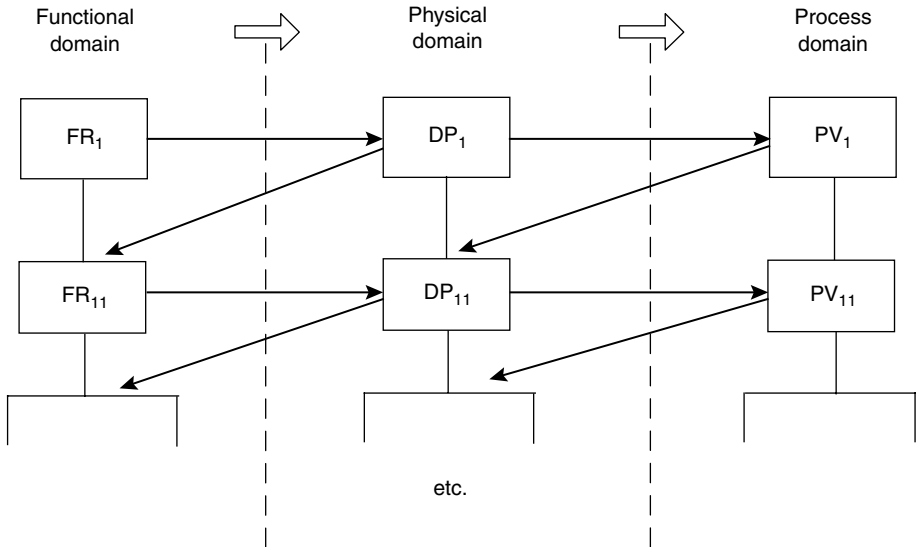 Functional
domain
Physical
domain
Process
domain
FR₁
DP₁
PV₁
FR₁₁
DP₁₁
PV₁₁
etc.